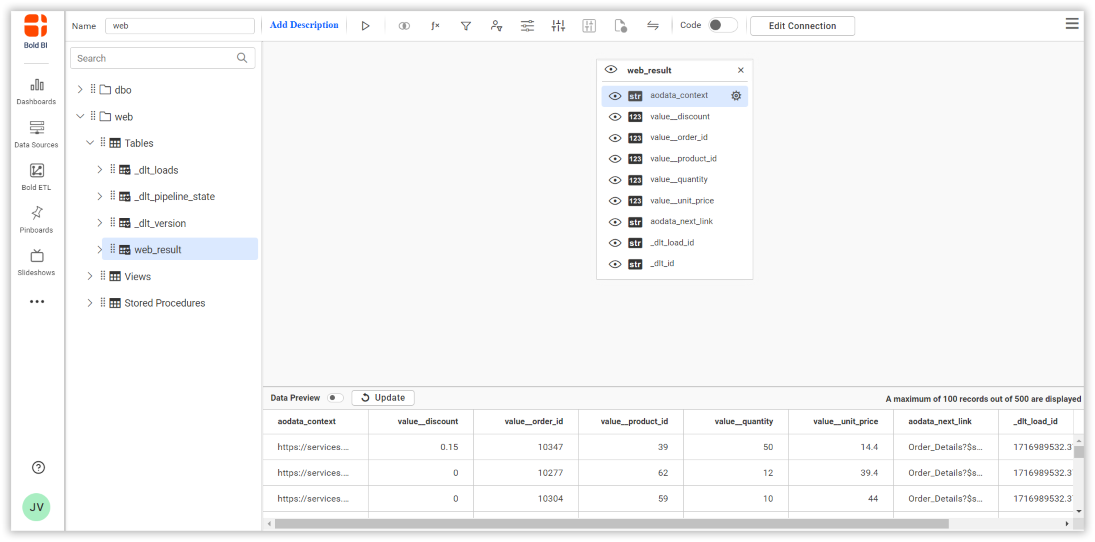 Bold BI
Dashboards
Data Sources
Bold ETL
Pinboards
Slideshows
JV
Name web Add Description Code Edit Connection
Search
dbo
web
Tables
_dlt_loads
_dlt_pipeline_state
_dlt_version
web_result
Views
Stored Procedures
web_result
str aodata_context
123 value__discount
123 value__order_id
123 value__product_id
123 value__quantity
123 value__unit_price
str aodata_next_link
str _dlt_load_id
str _dlt_id
Data Preview Update A maximum of 100 records out of 500 are displayed
aodata_context value__discount value__order_id value__product_id value__quantity value__unit_price aodata_next_link _dlt_load_id
https://services.... 0.15 10347 39 50 14.4 Order_Details?$s... 1716989532.37
https://services.... 0 10277 62 12 39.4 Order_Details?$s... 1716989532.37
https://services.... 0 10304 59 10 44 Order_Details?$s... 1716989532.37